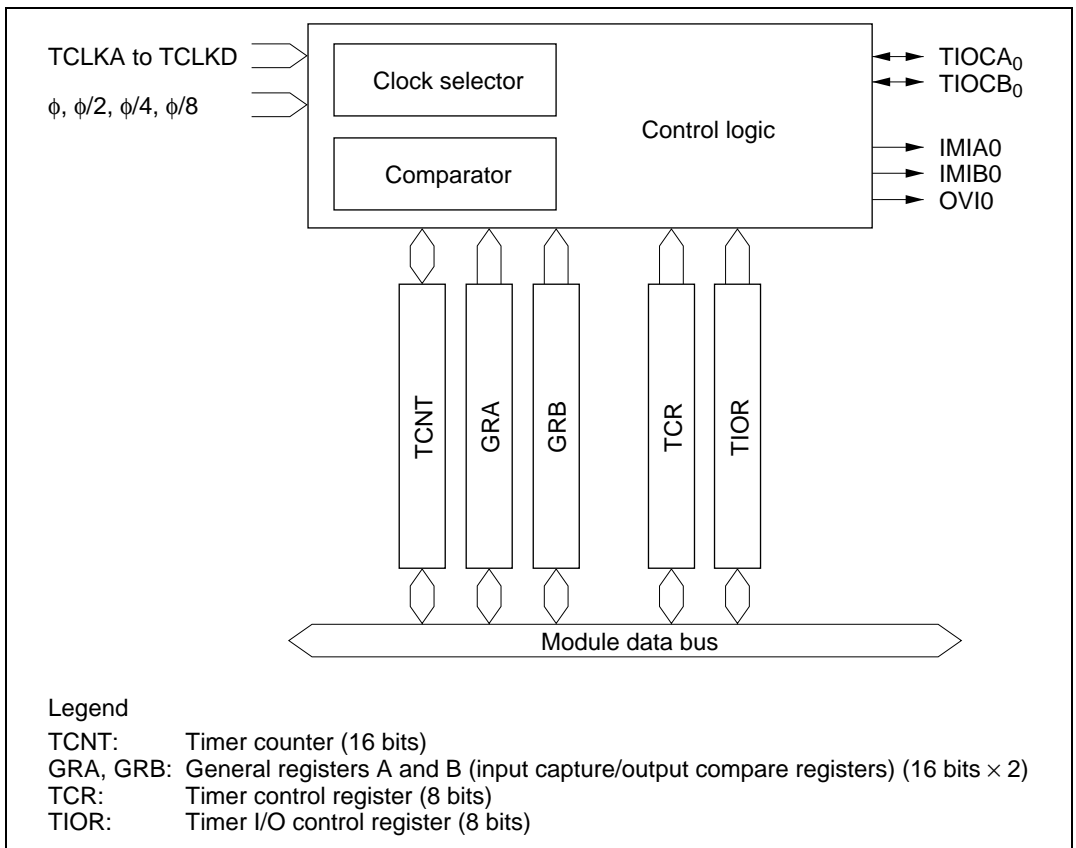 TCLKA to TCLKD
ϕ, ϕ/2, ϕ/4, ϕ/8
Clock selector
Comparator
Control logic
TIOCA₀
TIOCB₀
IMIA0
IMIB0
OVI0
TCNT
GRA
GRB
TCR
TIOR
Module data bus
Legend
TCNT: Timer counter (16 bits)
GRA, GRB: General registers A and B (input capture/output compare registers) (16 bits × 2)
TCR: Timer control register (8 bits)
TIOR: Timer I/O control register (8 bits)